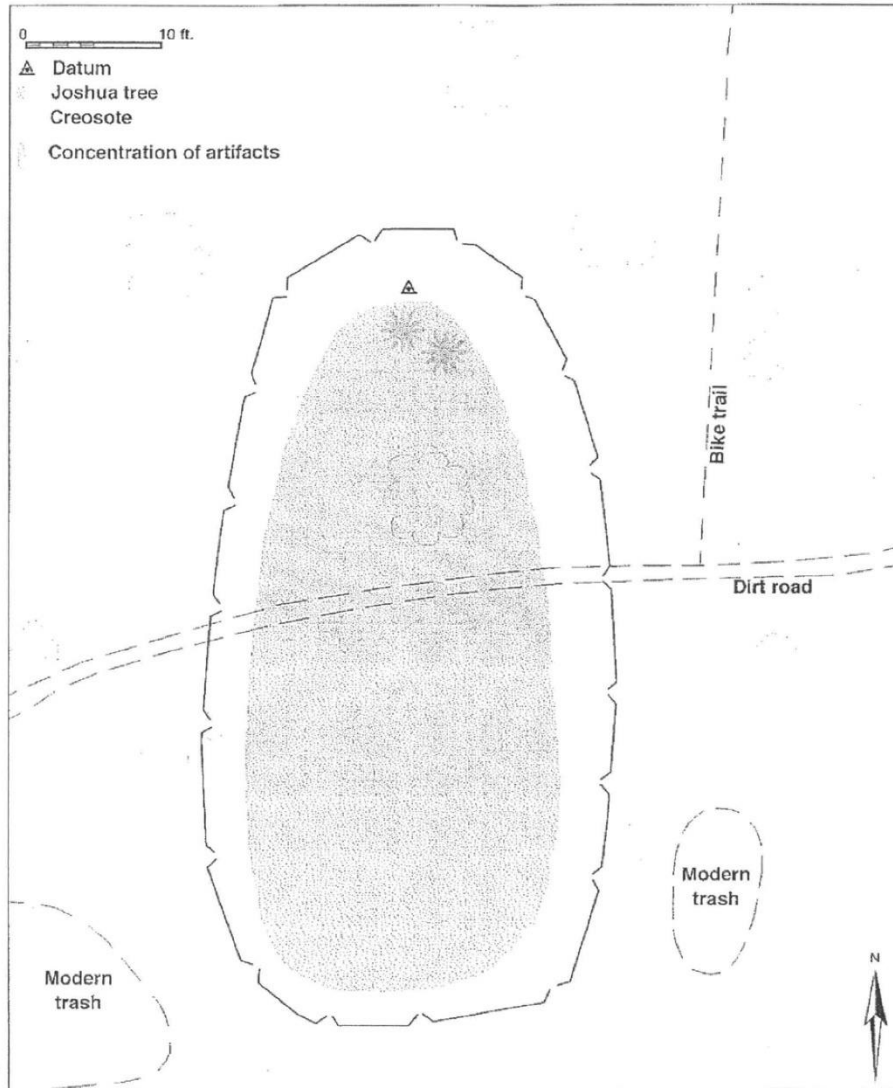 0 10 ft.
Datum
Joshua tree
Creosote
Concentration of artifacts
Bike trail
Dirt road
Modern
trash
Modern
trash
N